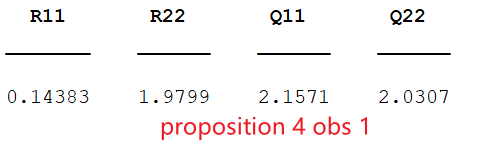 R11 R22 Q11 Q22
0.14383 1.9799 2.1571 2.0307
proposition 4 obs 1